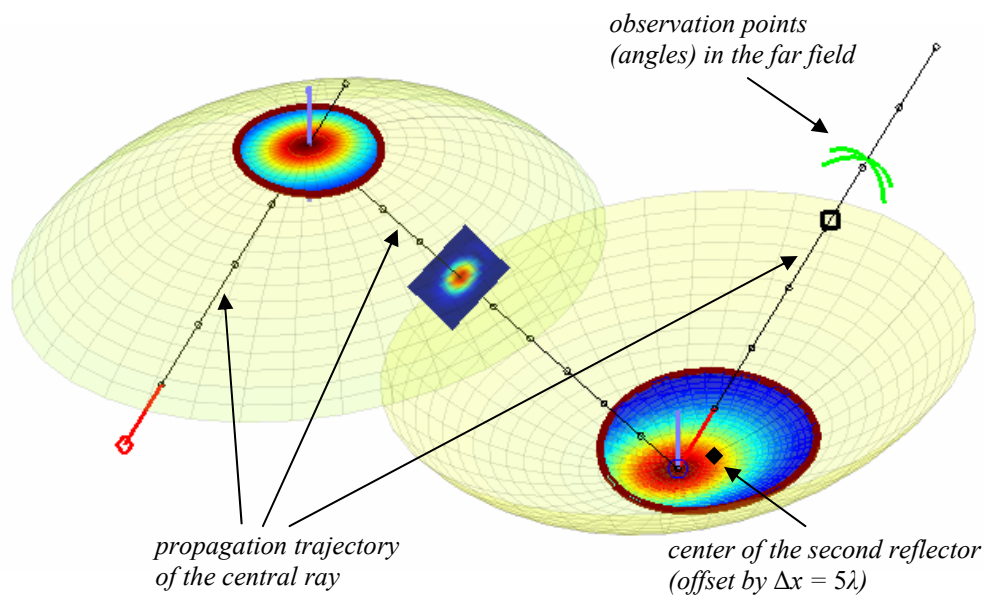 observation points
(angles) in the far field
propagation trajectory
of the central ray
center of the second reflector
(offset by Δx = 5λ)